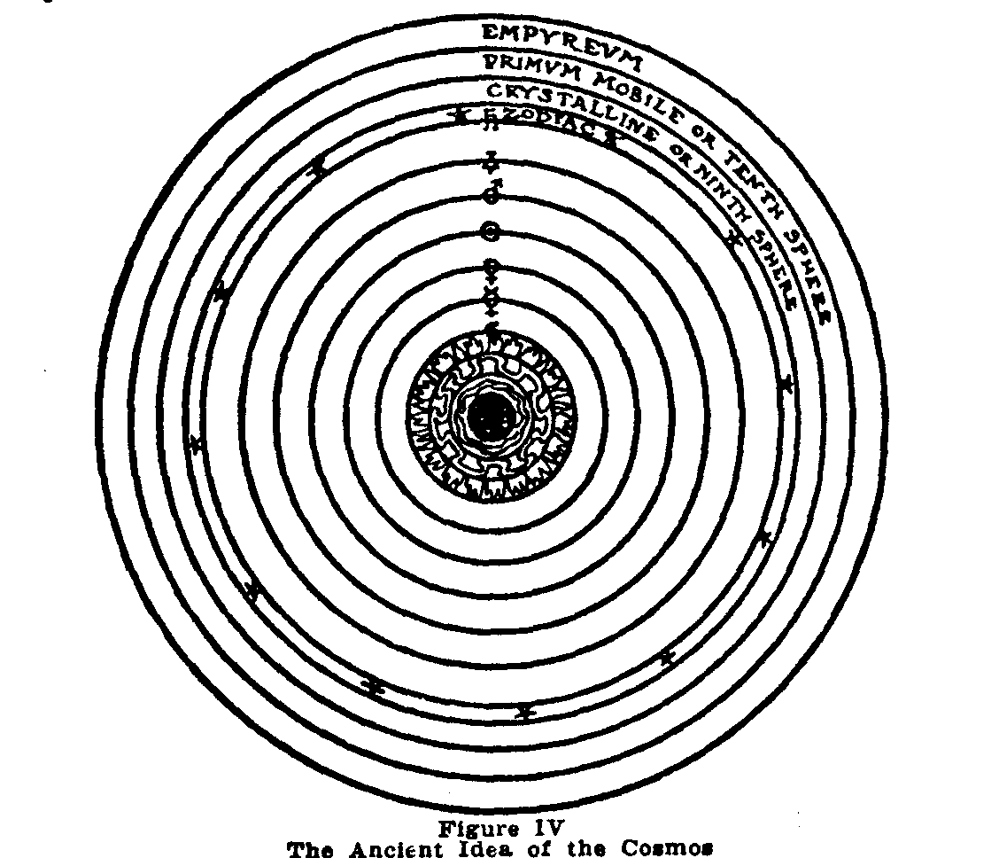 EMPYREVM
PRIMVM MOBILE OR TENTH SPHERE
CRYSTALLINE OR NINTH SPHERE
ZODIAC
Figure IV
The Ancient Idea of the Cosmos